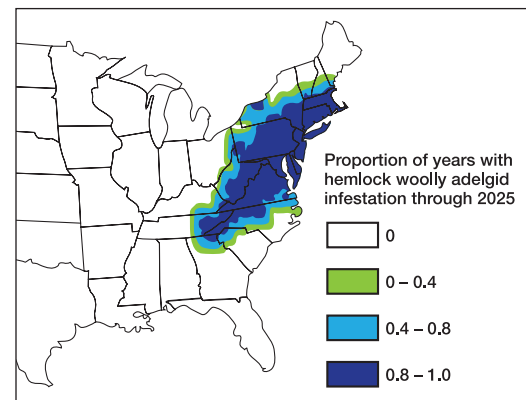 Proportion of years with
hemlock woolly adelgid
infestation through 2025
0
0 – 0.4
0.4 – 0.8
0.8 – 1.0